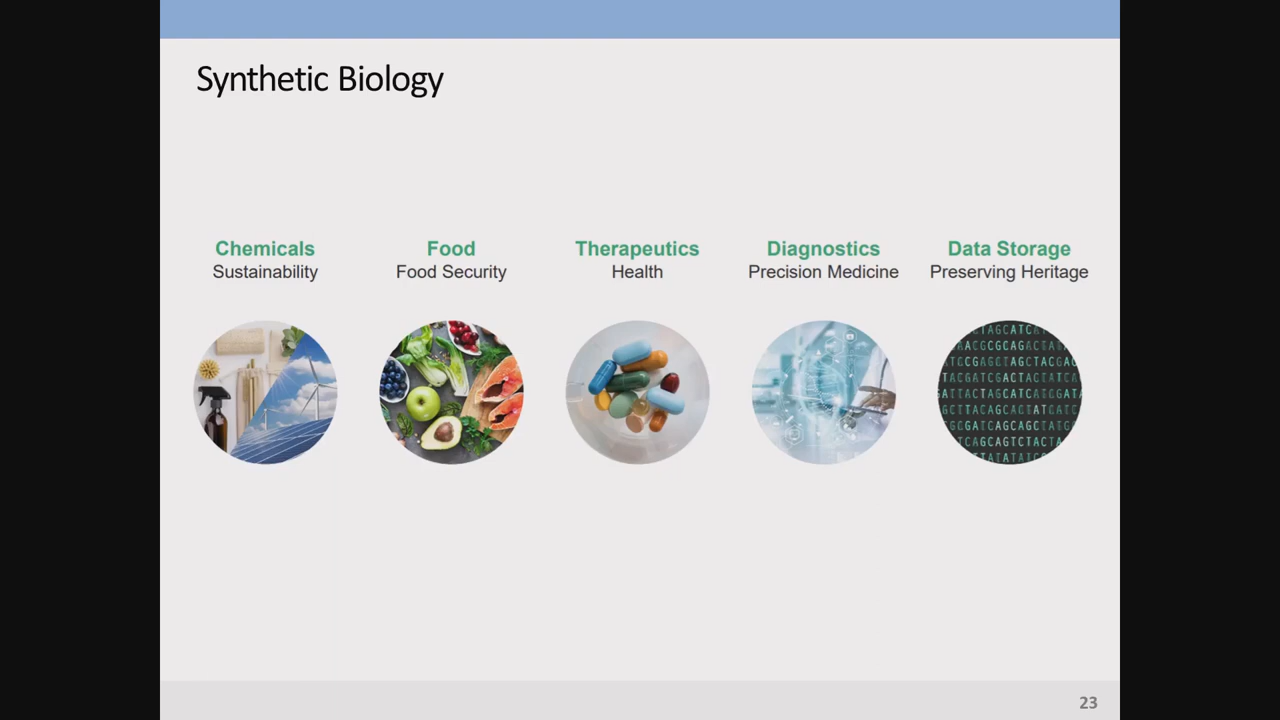 Synthetic Biology
Chemicals
Sustainability
Food
Food Security
Therapeutics
Health
Diagnostics
Precision Medicine
Data Storage
Preserving Heritage
23